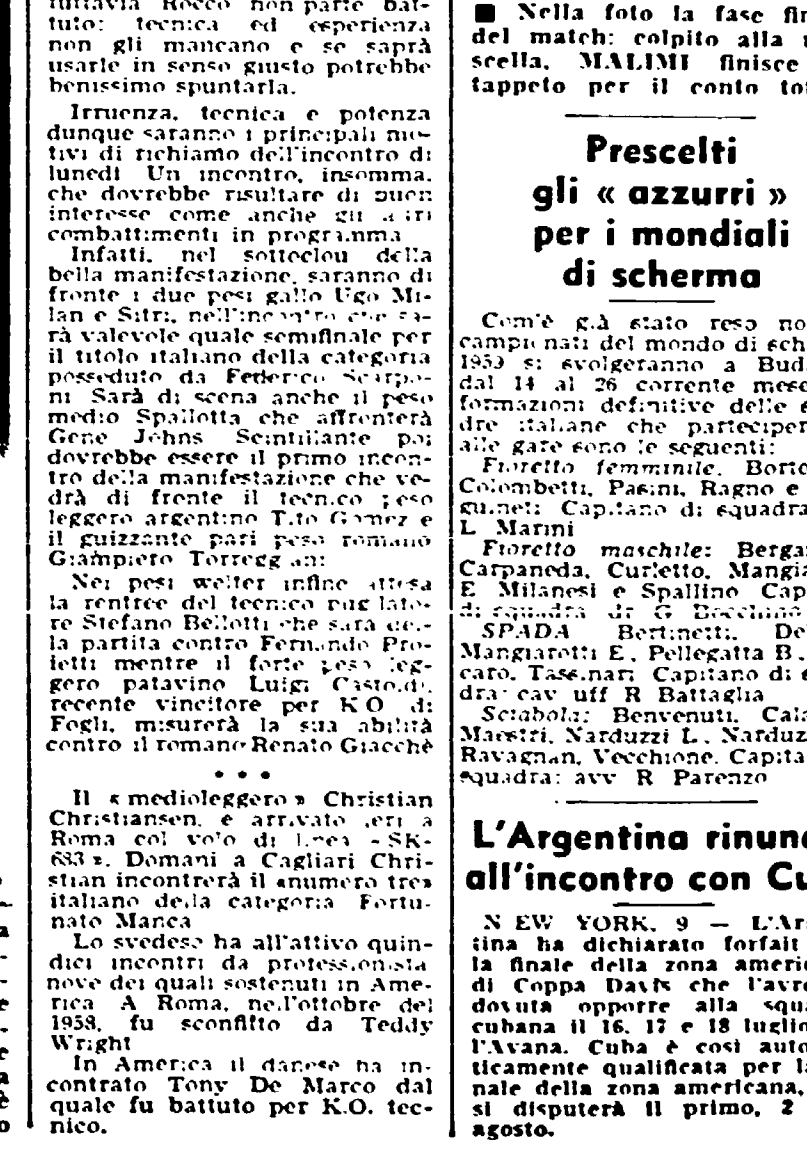 tuttavia Rocco non parte bat-
tuto: tecnica ed esperienza
non gli mancano e se saprà
usarle in senso giusto potrebbe
benissimo spuntarla.
Irruenza, tecnica e potenza
dunque saranno i principali mo-
tivi di richiamo dell'incontro di
lunedì Un incontro, insomma,
che dovrebbe risultare di buon
interesse come anche gli altri
combattimenti in programma
Infatti, nel sottoclou della
bella manifestazione, saranno di
fronte i due pesi gallo Ugo Mi-
lan e Sitri, nell'incontro che sa-
rà valevole quale semifinale per
il titolo italiano della categoria
posseduto da Federico Scarpo-
ni Sarà di scena anche il peso
medio Spallotta che affronterà
Gene Johns Scintillante poi
dovrebbe essere il primo incon-
tro della manifestazione che ve-
drà di fronte il tecnico peso
leggero argentino Tito Gomez e
il guizzante pari peso romano
Giampiero Torreggiani
Nei pesi welter infine attesa
la rentree del tecnico pugilato-
re Stefano Bellotti che sarà del-
la partita contro Fernando Pro-
ietti mentre il forte peso leg-
gero patavino Luigi Castoldi,
recente vincitore per K.O. di
Fogli, misurerà la sua abilità
contro il romano Renato Giacchè
• • •
Il « medioleggero » Christian
Christiansen, è arrivato ieri a
Roma col volo di linea « SK-
683 ». Domani a Cagliari Chri-
stian incontrerà il «numero tre»
italiano della categoria Fortu-
nato Manca
Lo svedese ha all'attivo quin-
dici incontri da professionista
nove dei quali sostenuti in Ame-
rica A Roma, nell'ottobre del
1958, fu sconfitto da Teddy
Wright
In America il danese ha in-
contrato Tony De Marco dal
quale fu battuto per K.O. tec-
nico.
■ Nella foto la fase fin
del match: colpito alla
scella, MALIMI finisce
tappeto per il conto tot
Prescelti
gli « azzurri »
per i mondiali
di scherma
Com'è già stato reso no
campionati del mondo di sch
1959 si svolgeranno a Buda
dal 14 al 26 corrente mese
formazioni definitive delle s
dre italiane che parteciper
alle gare sono le seguenti:
Fioretto femminile. Borto
Colombetti, Pasini, Ragno e
guineti Capitano di squadra
L Marini
Fioretto maschile: Berga
Carpaneda, Curletto, Mangia
E Milanesi e Spallino Cap
di squadra dr G Bocchino
SPADA Bertinetti, De
Mangiarotti E., Pellegatta B.,
caro, Tassinari Capitano di s
dra: cav uff R Battaglia
Sciabola: Benvenuti, Cala
Maestri, Narduzzi L., Narduz
Ravagnan, Vecchione. Capita
squadra: avv R Parenzo
L'Argentina rinunc
all'incontro con Cu
NEW YORK, 9 — L'Ar
tina ha dichiarato forfait
la finale della zona americ
di Coppa Davis che l'avre
dovuta opporre alla squa
cubana il 16, 17 e 18 luglio
l'Avana. Cuba è così auto
ticamente qualificata per la
nale della zona americana,
si disputerà il primo, 2
agosto.